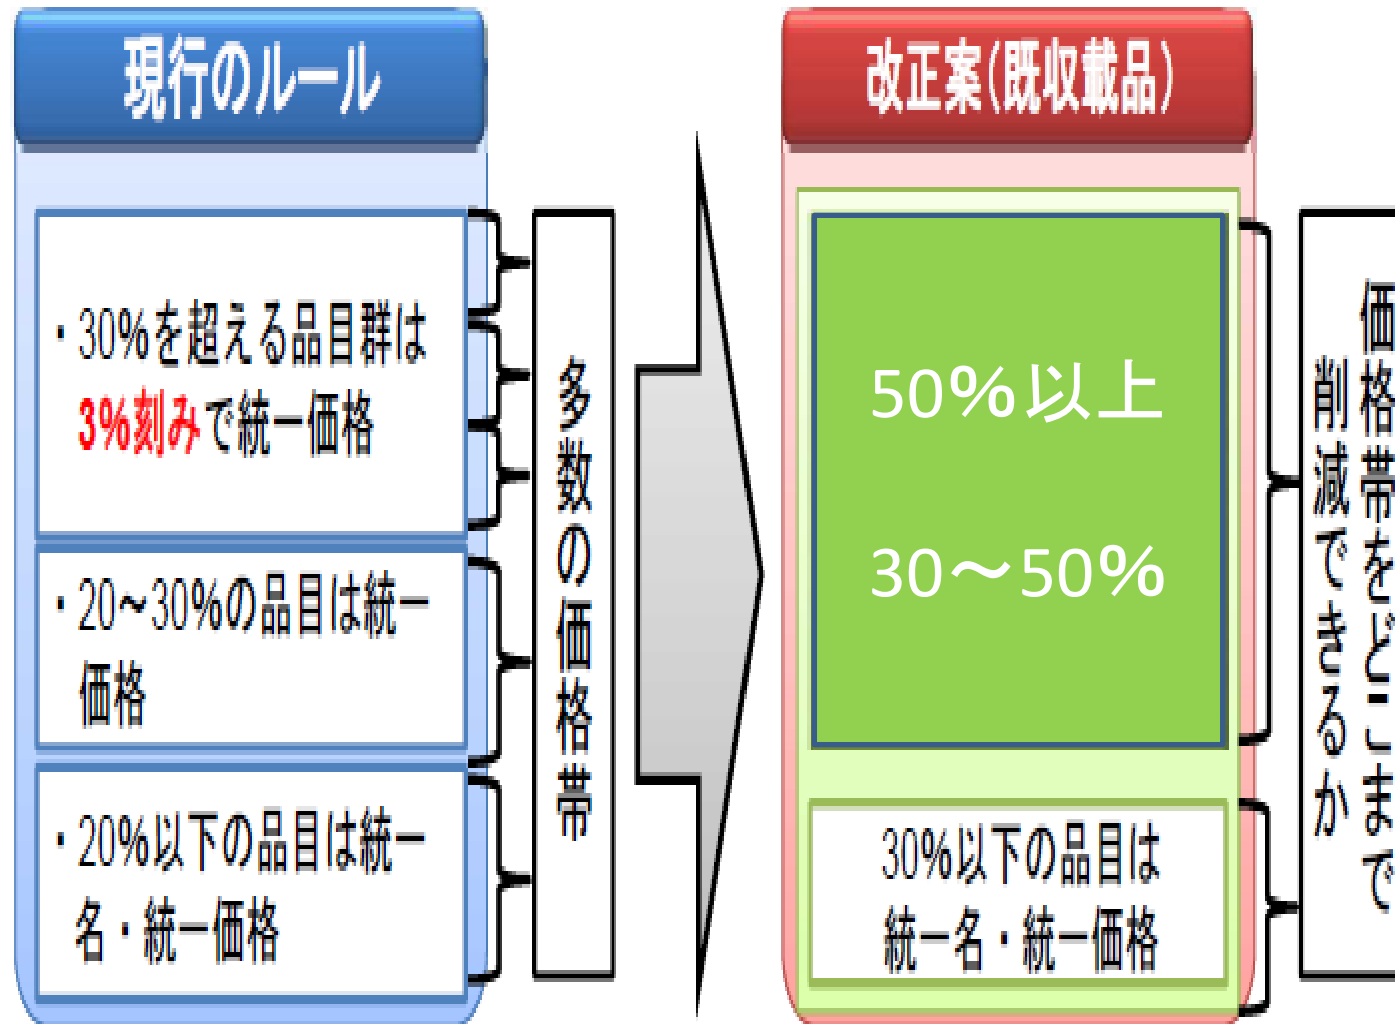 現行のルール
・30%を超える品目群は
3%刻みで統一価格
・20～30%の品目は統一
価格
・20%以下の品目は統一
名・統一価格
多数の価格帯
改正案(既収載品)
50%以上
30～50%
30%以下の品目は
統一名・統一価格
価格帯をどこまで
削減できるか